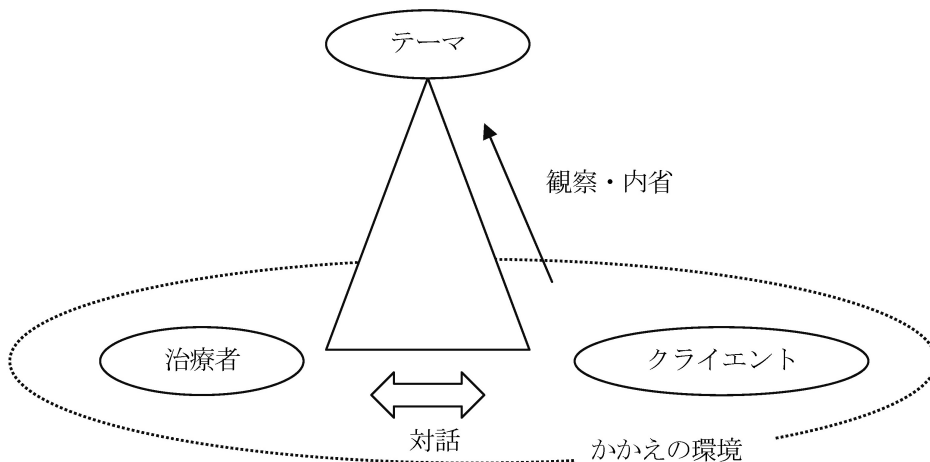 テーマ
観察・内省
治療者
クライエント
対話
かかえの環境